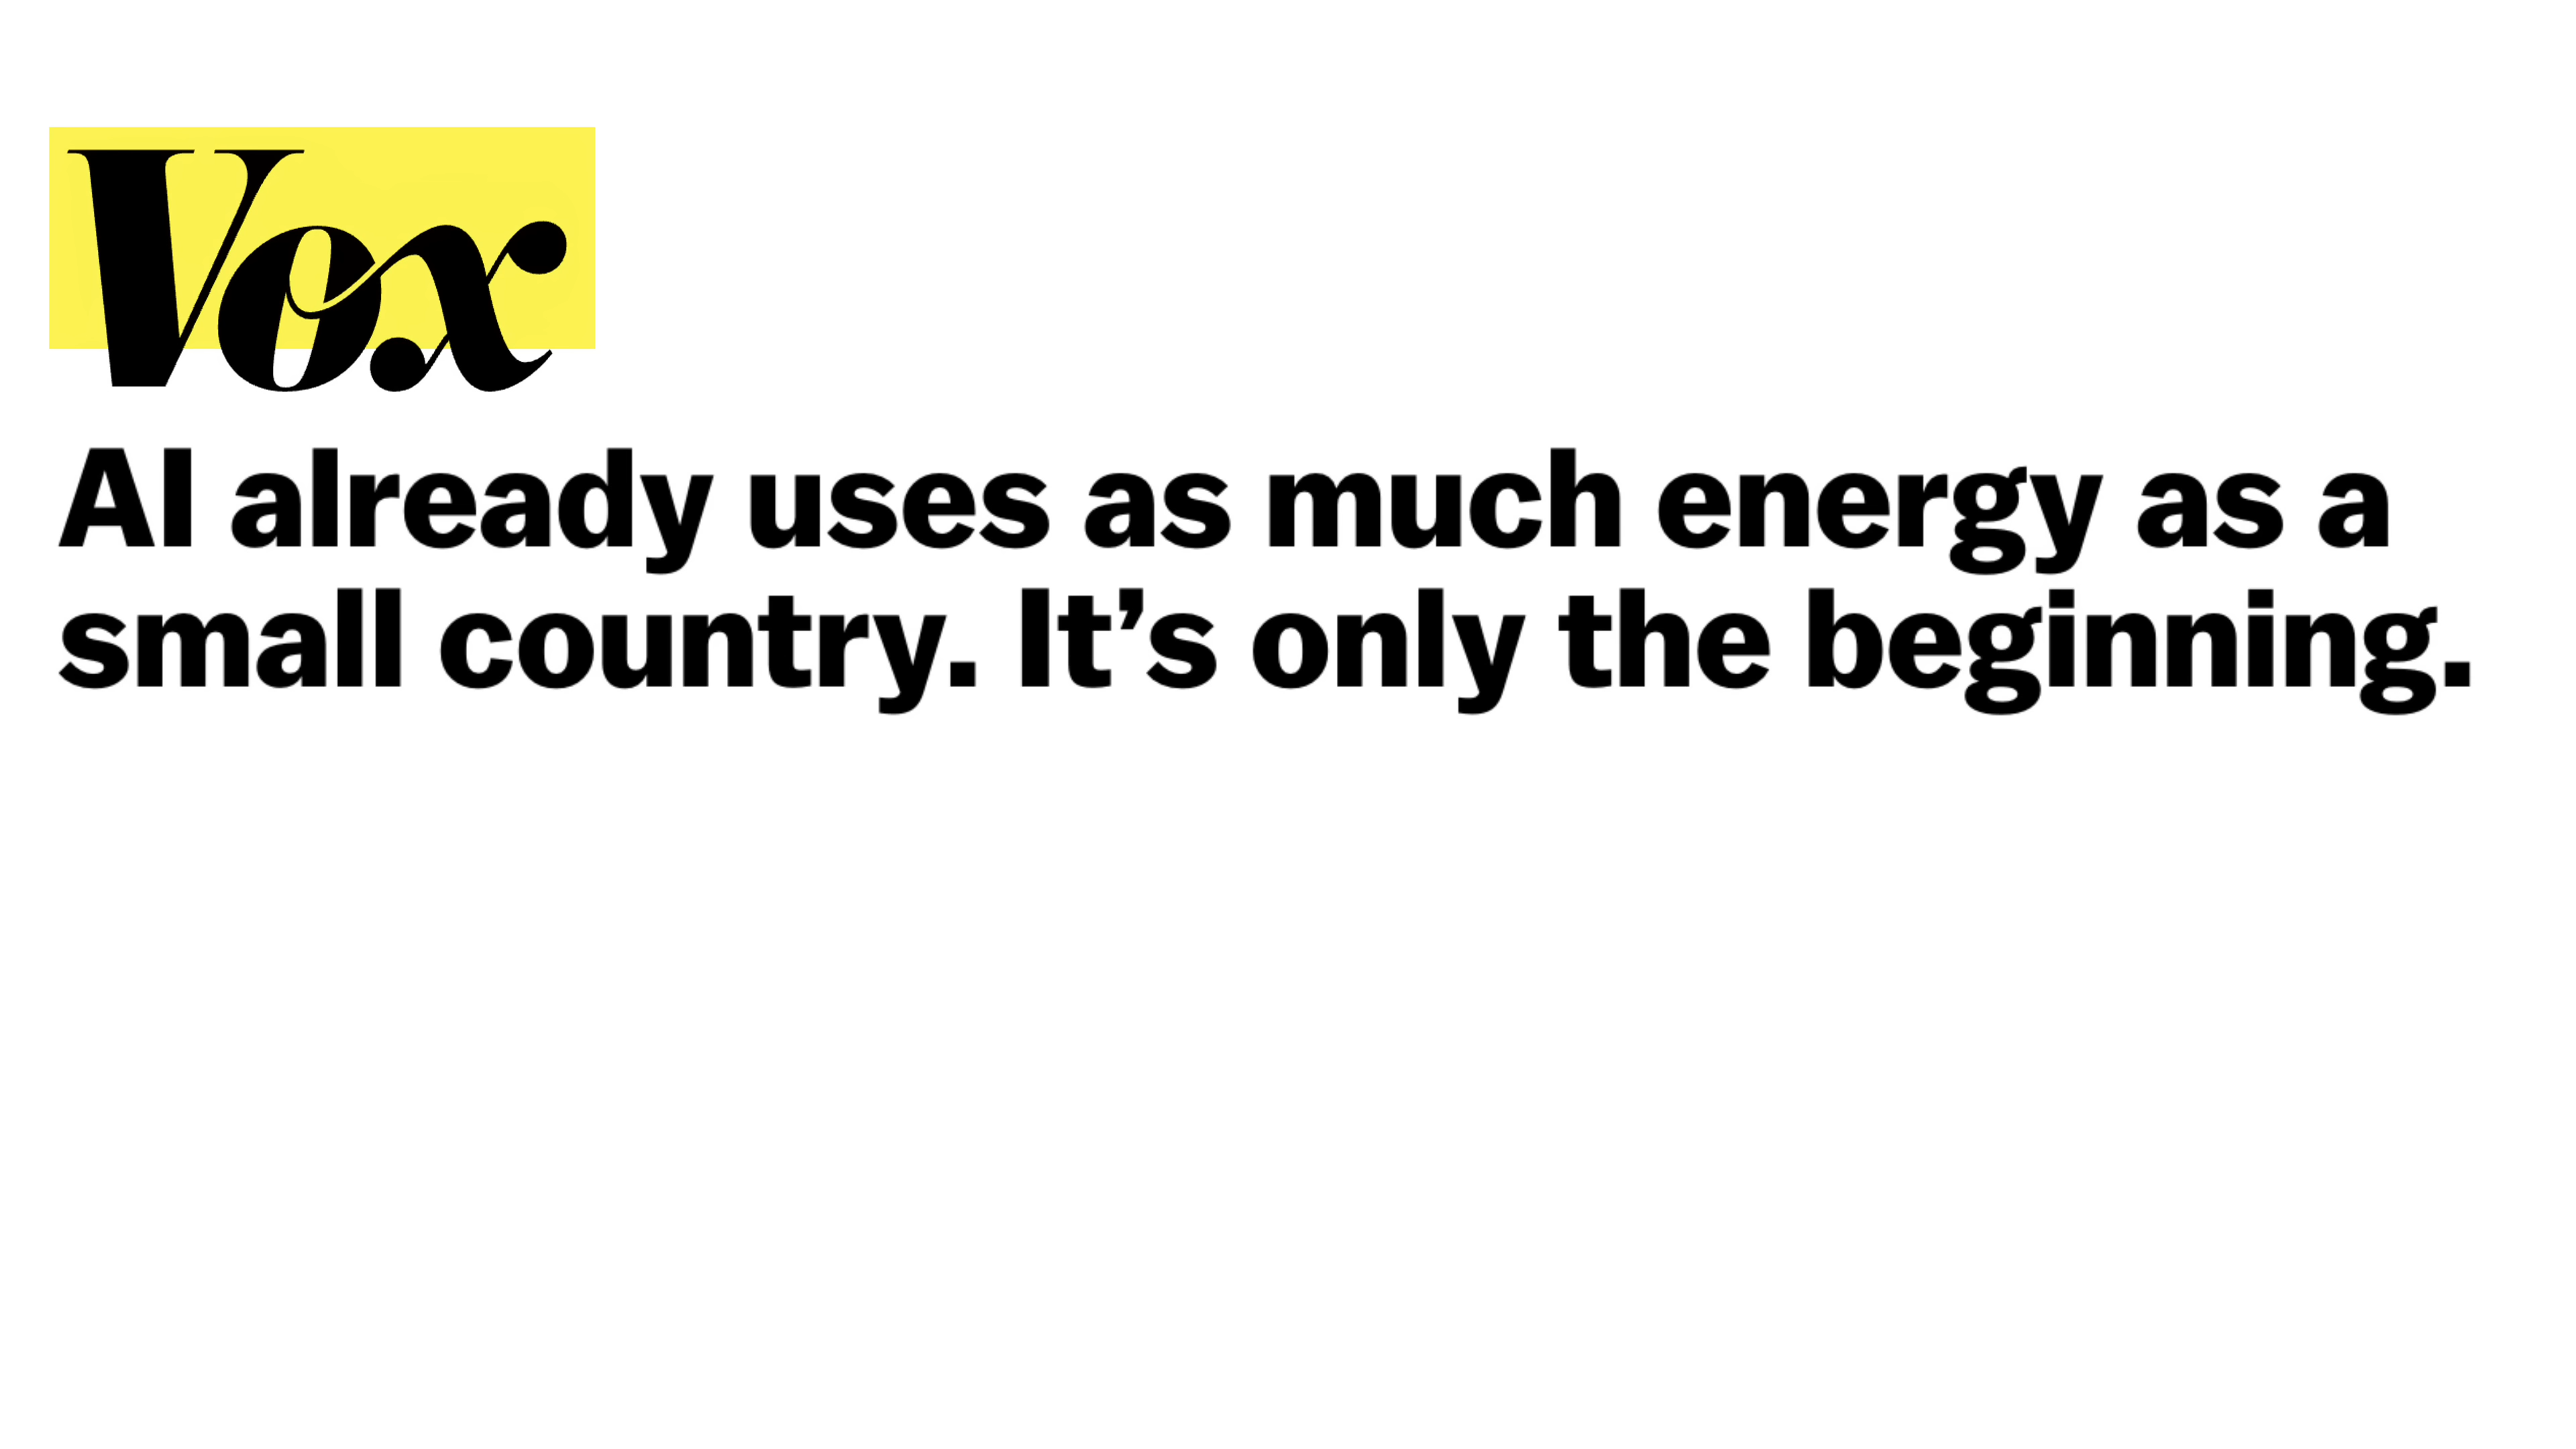 Vox
AI already uses as much energy as a
small country. It’s only the beginning.